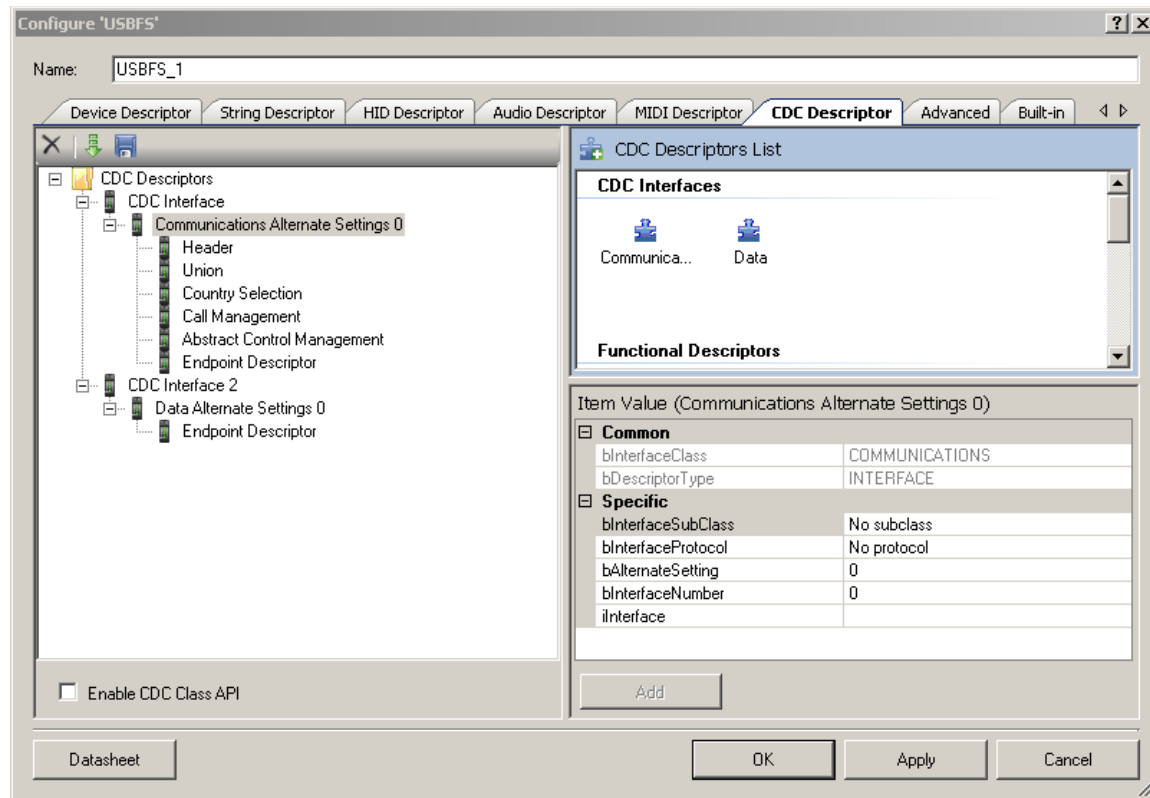 Configure 'USBFS'
Name: USBFS_1
Device Descriptor String Descriptor HID Descriptor Audio Descriptor MIDI Descriptor CDC Descriptor Advanced Built-in
CDC Descriptors
CDC Interface
Communications Alternate Settings 0
Header
Union
Country Selection
Call Management
Abstract Control Management
Endpoint Descriptor
CDC Interface 2
Data Alternate Settings 0
Endpoint Descriptor
Enable CDC Class API
CDC Descriptors List
CDC Interfaces
Communica... Data
Functional Descriptors
Item Value (Communications Alternate Settings 0)
Common
bInterfaceClass COMMUNICATIONS
bDescriptorType INTERFACE
Specific
bInterfaceSubClass No subclass
bInterfaceProtocol No protocol
bAlternateSetting 0
bInterfaceNumber 0
iInterface
Add
Datasheet OK Apply Cancel